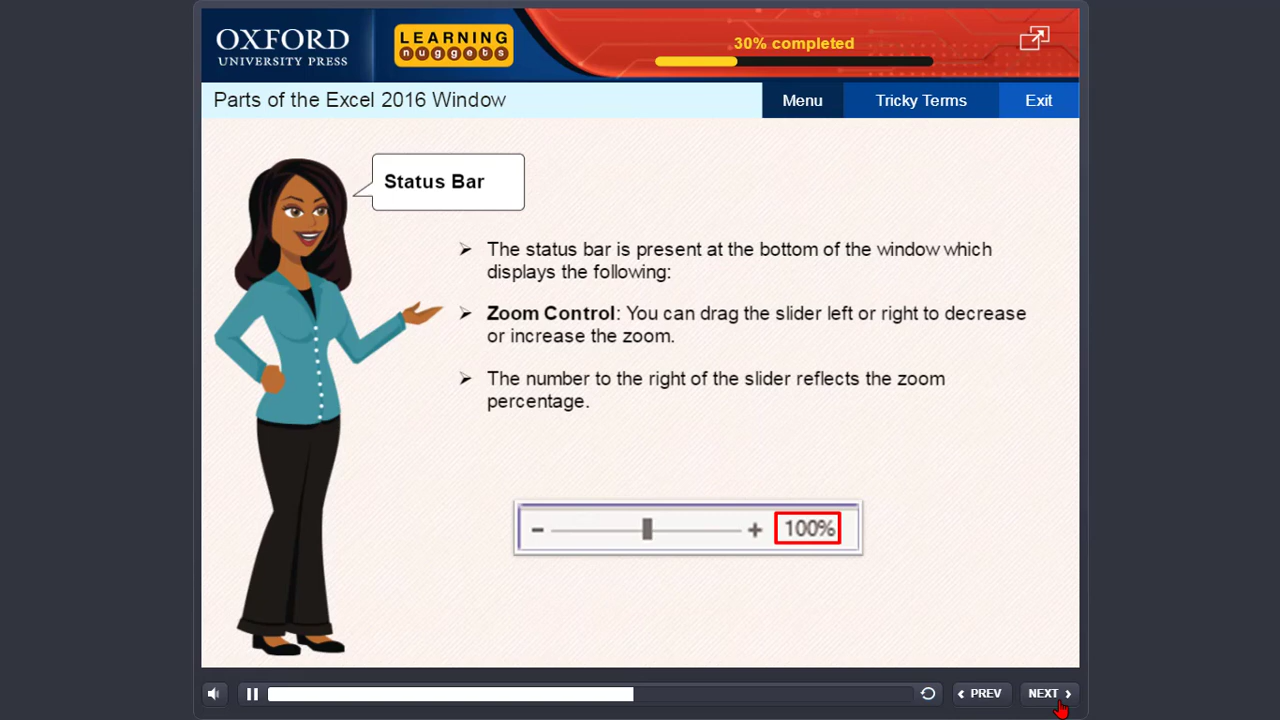 OXFORD
UNIVERSITY PRESS
LEARNING
nuggets
30% completed
Parts of the Excel 2016 Window
Menu
Tricky Terms
Exit
Status Bar
➢ The status bar is present at the bottom of the window which
displays the following:
➢ Zoom Control: You can drag the slider left or right to decrease
or increase the zoom.
➢ The number to the right of the slider reflects the zoom
percentage.
- + 100%
PREV
NEXT